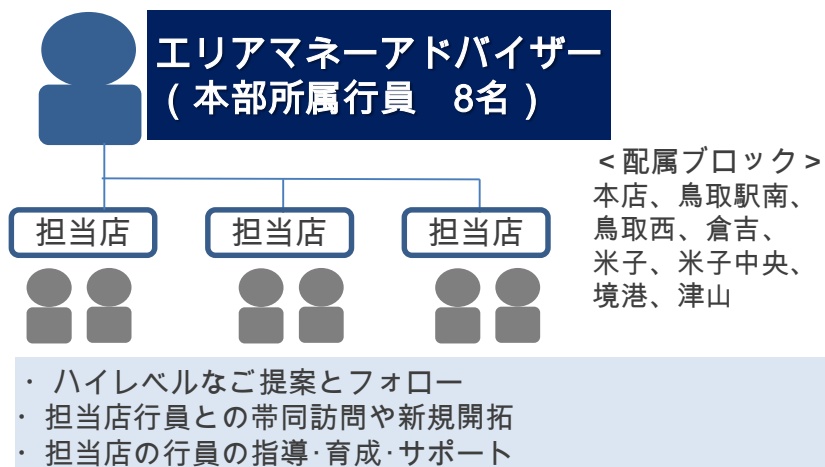 エリアマネーアドバイザー
(本部所属行員 8名)
<配属ブロック>
本店、鳥取駅南、
鳥取西、倉吉、
米子、米子中央、
境港、津山
担当店 担当店 担当店
・ハイレベルなご提案とフォロー
・担当店行員との帯同訪問や新規開拓
・担当店の行員の指導・育成・サポート